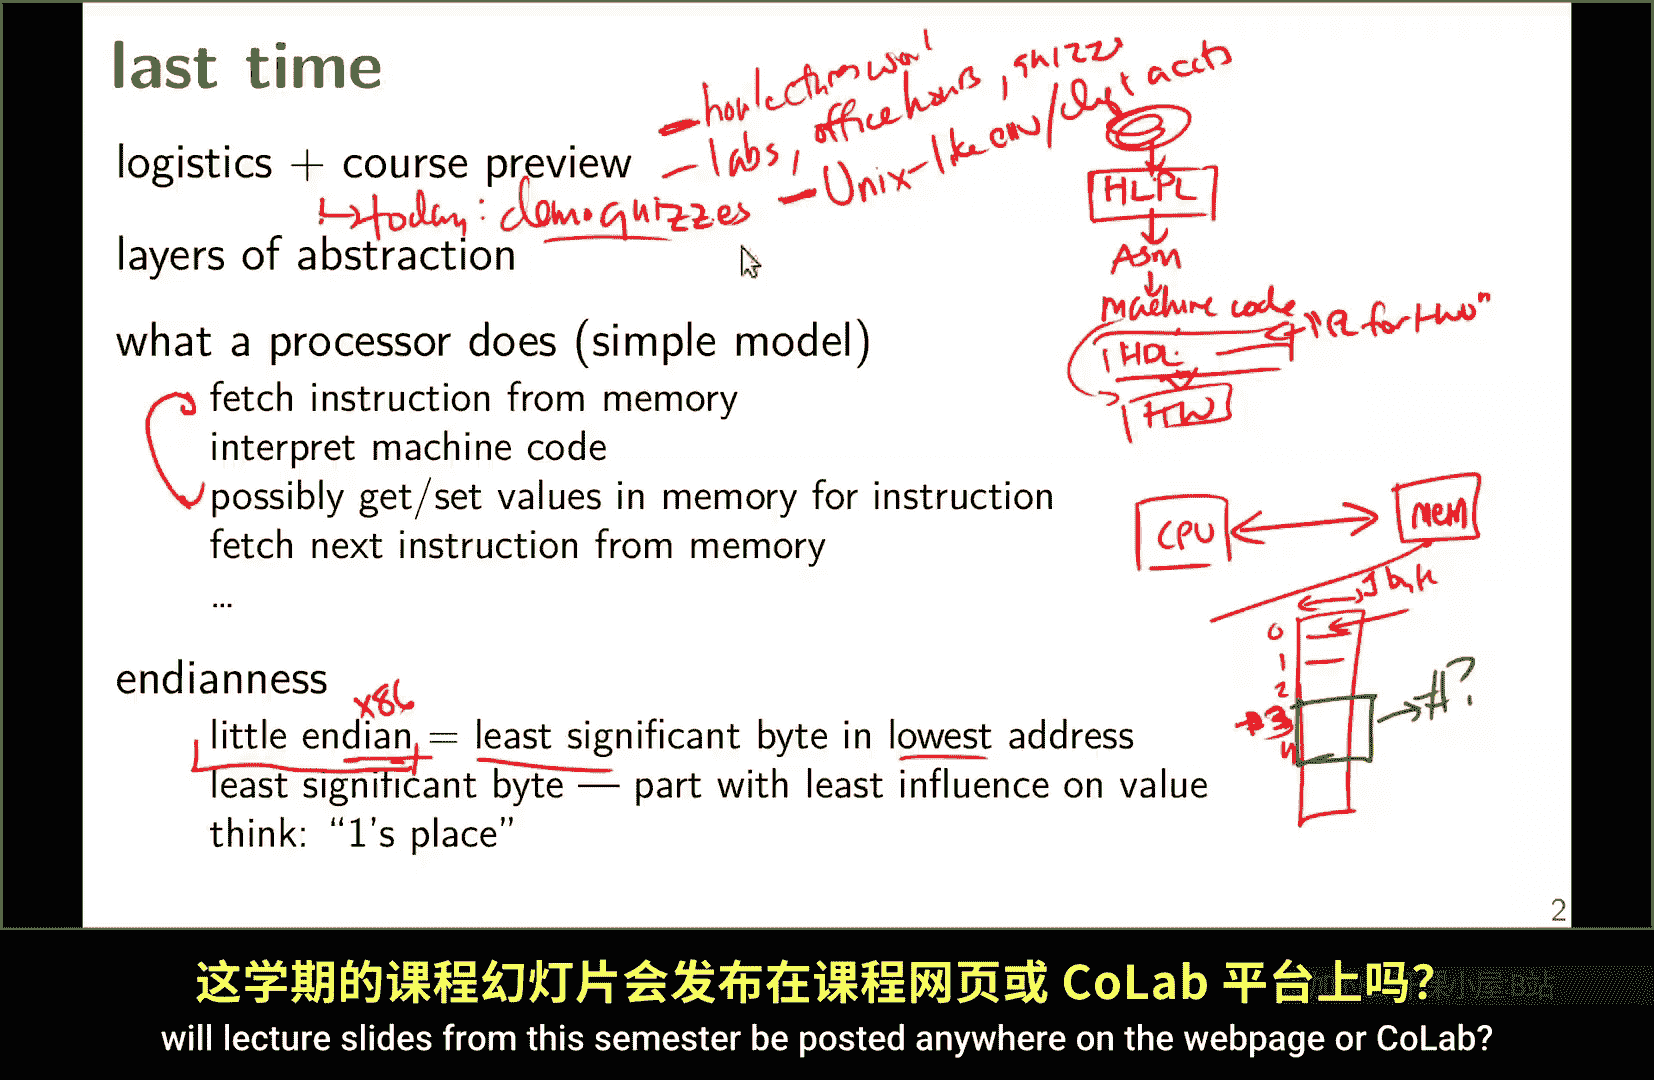 last time
logistics + course preview
- labs, office hours, quizz
- Unix-like env/
↳today: demo quizzes
layers of abstraction
what a processor does (simple model)
fetch instruction from memory
interpret machine code
possibly get/set values in memory for instruction
fetch next instruction from memory
...
endianness
x86
little endian = least significant byte in lowest address
least significant byte — part with least influence on value
think: “1’s place”
accts
HLPL
Asm
machine code
HDL
for HW"
HW
CPU
MEM
1 byte
0
1
2
3
4
#?
2
这学期的课程幻灯片会发布在课程网页或 CoLab 平台上吗?
will lecture slides from this semester be posted anywhere on the webpage or CoLab?